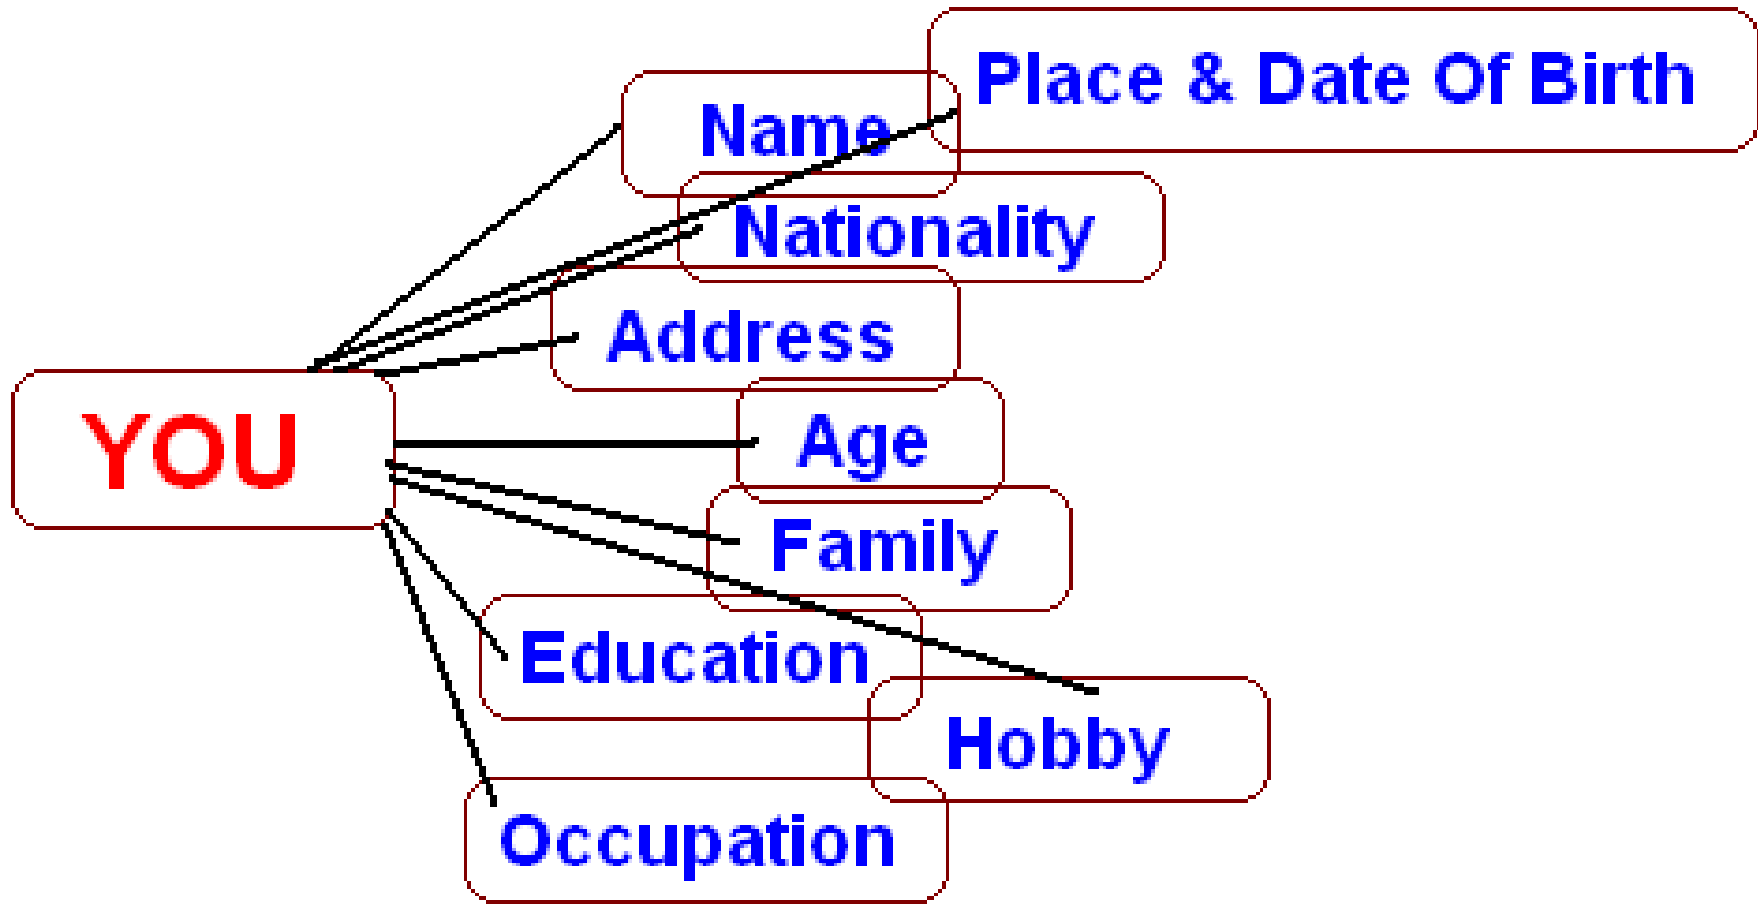 Place & Date Of Birth
Name
Nationality
Address
YOU
Age
Family
Education
Hobby
Occupation